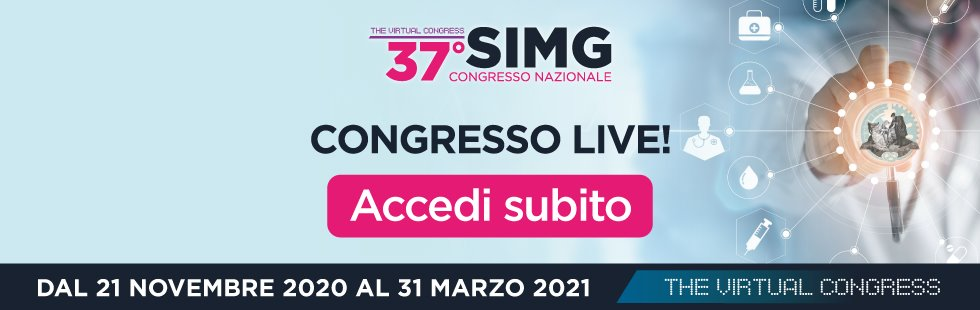 THE VIRTUAL CONGRESS
37° SIMG
CONGRESSO NAZIONALE
CONGRESSO LIVE!
Accedi subito
DAL 21 NOVEMBRE 2020 AL 31 MARZO 2021
THE VIRTUAL CONGRESS